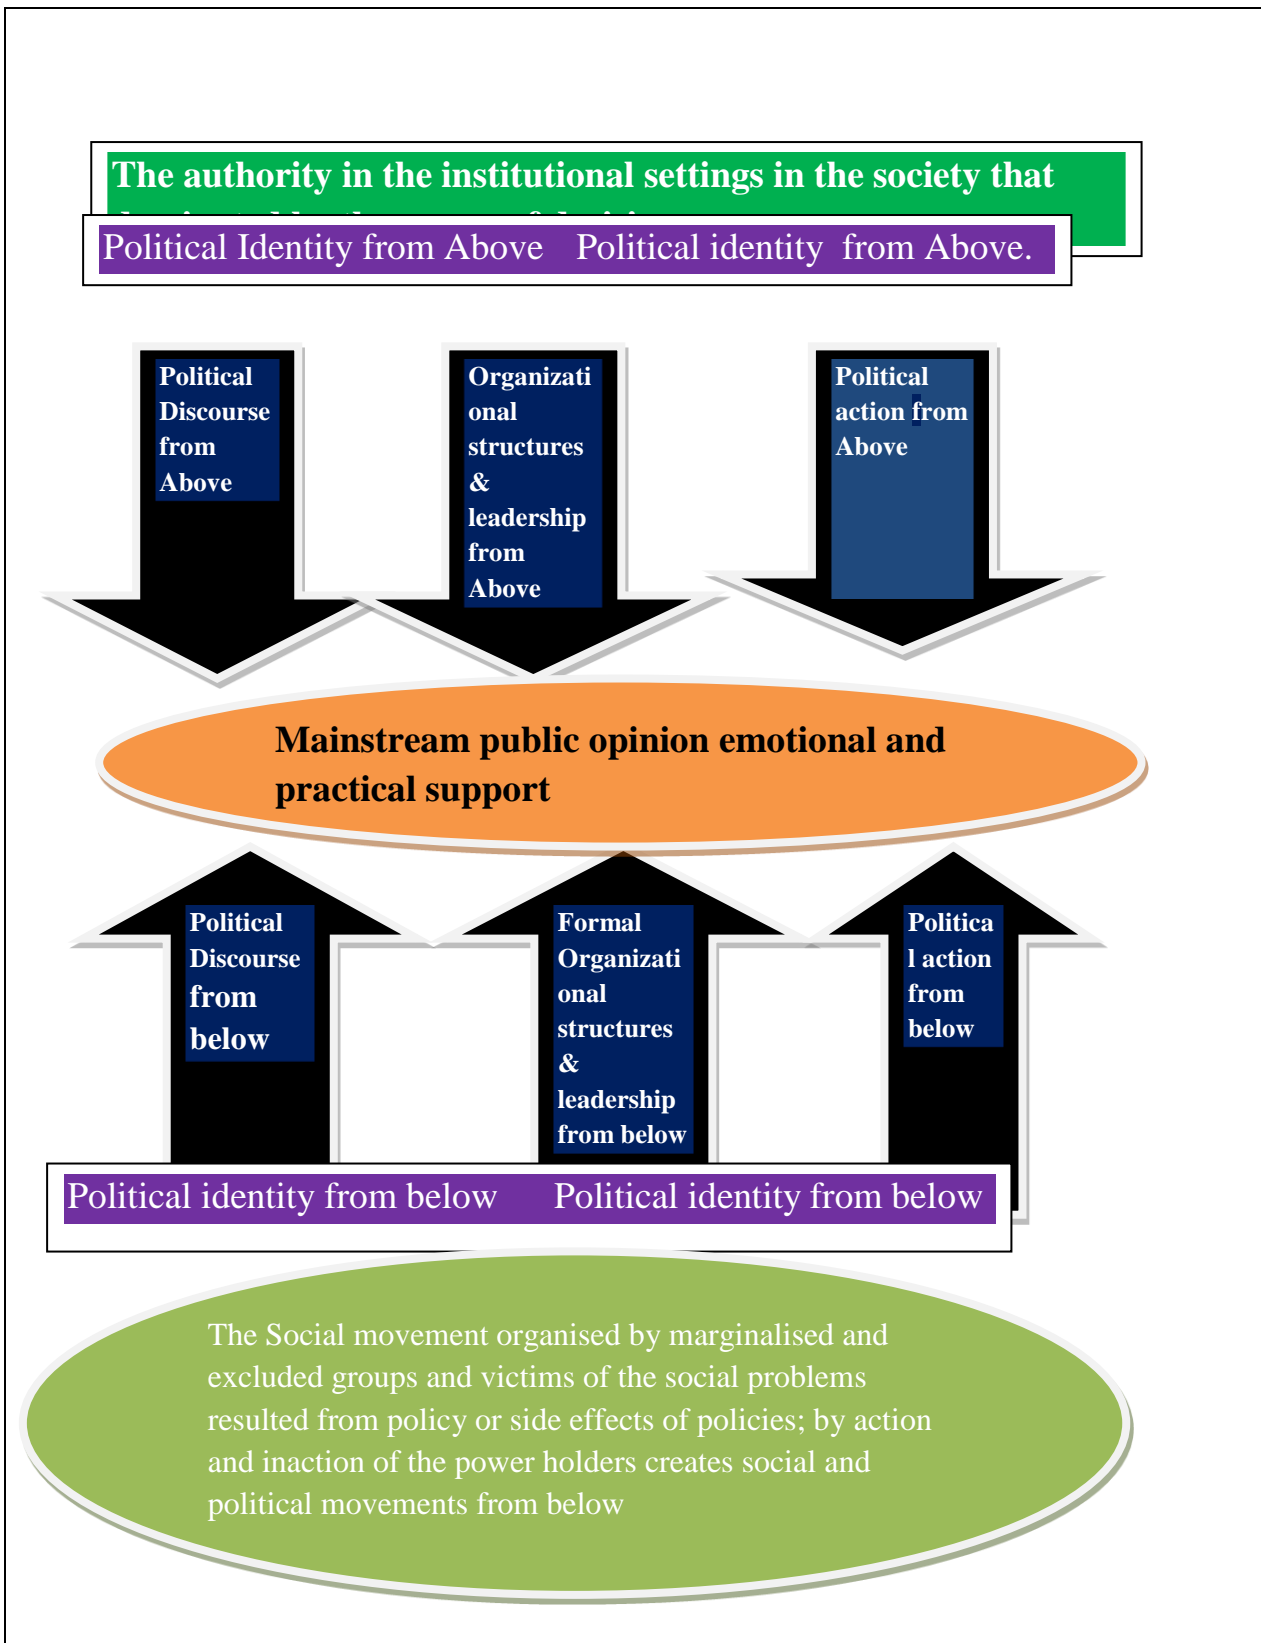 The authority in the institutional settings in the society that
Political Identity from Above    Political identity  from Above.
Political
Discourse
from
Above
Organizati
onal
structures
&
leadership
from
Above
Political
action from
Above
Mainstream public opinion emotional and
practical support
Political
Discourse
from
below
Formal
Organizati
onal
structures
&
leadership
from below
Politica
l action
from
below
Political identity from below      Political identity from below
The Social movement organised by marginalised and
excluded groups and victims of the social problems
resulted from policy or side effects of policies; by action
and inaction of the power holders creates social and
political movements from below